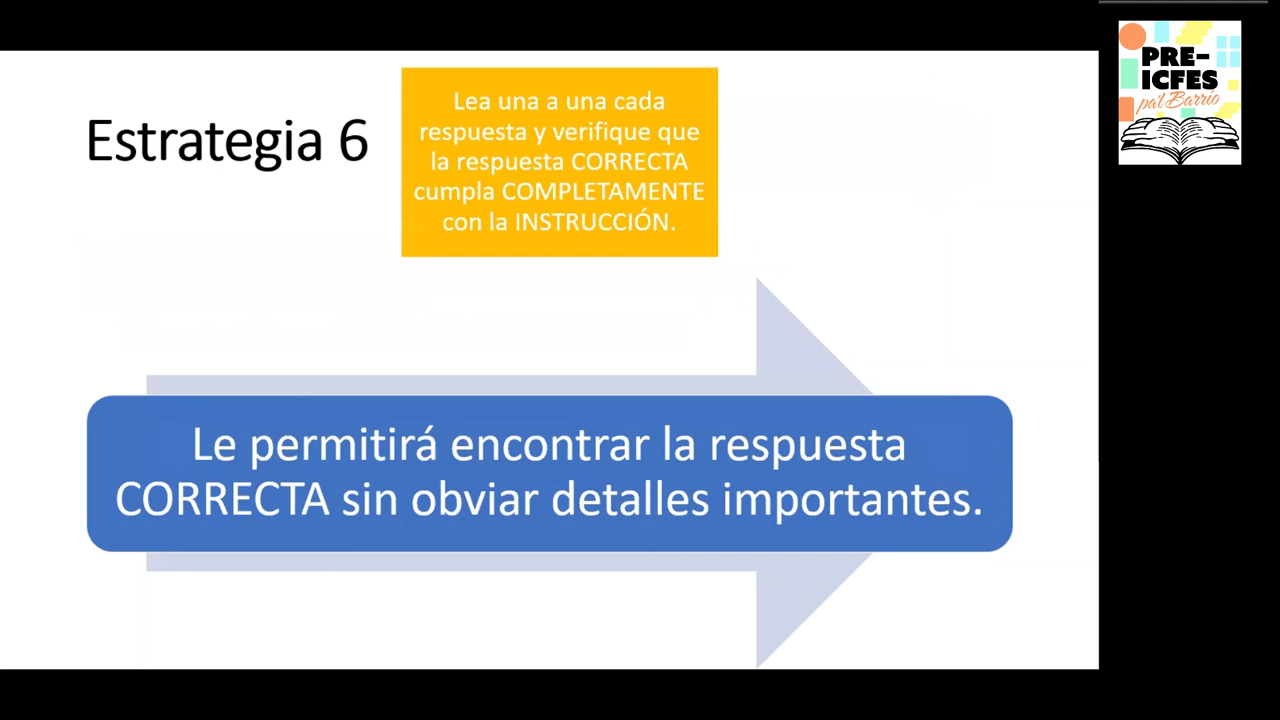 Estrategia 6
Lea una a una cada
respuesta y verifique que
la respuesta CORRECTA
cumpla COMPLETAMENTE
con la INSTRUCCIÓN.
Le permitirá encontrar la respuesta
CORRECTA sin obviar detalles importantes.
PRE-
ICFES
pa'l Barrio